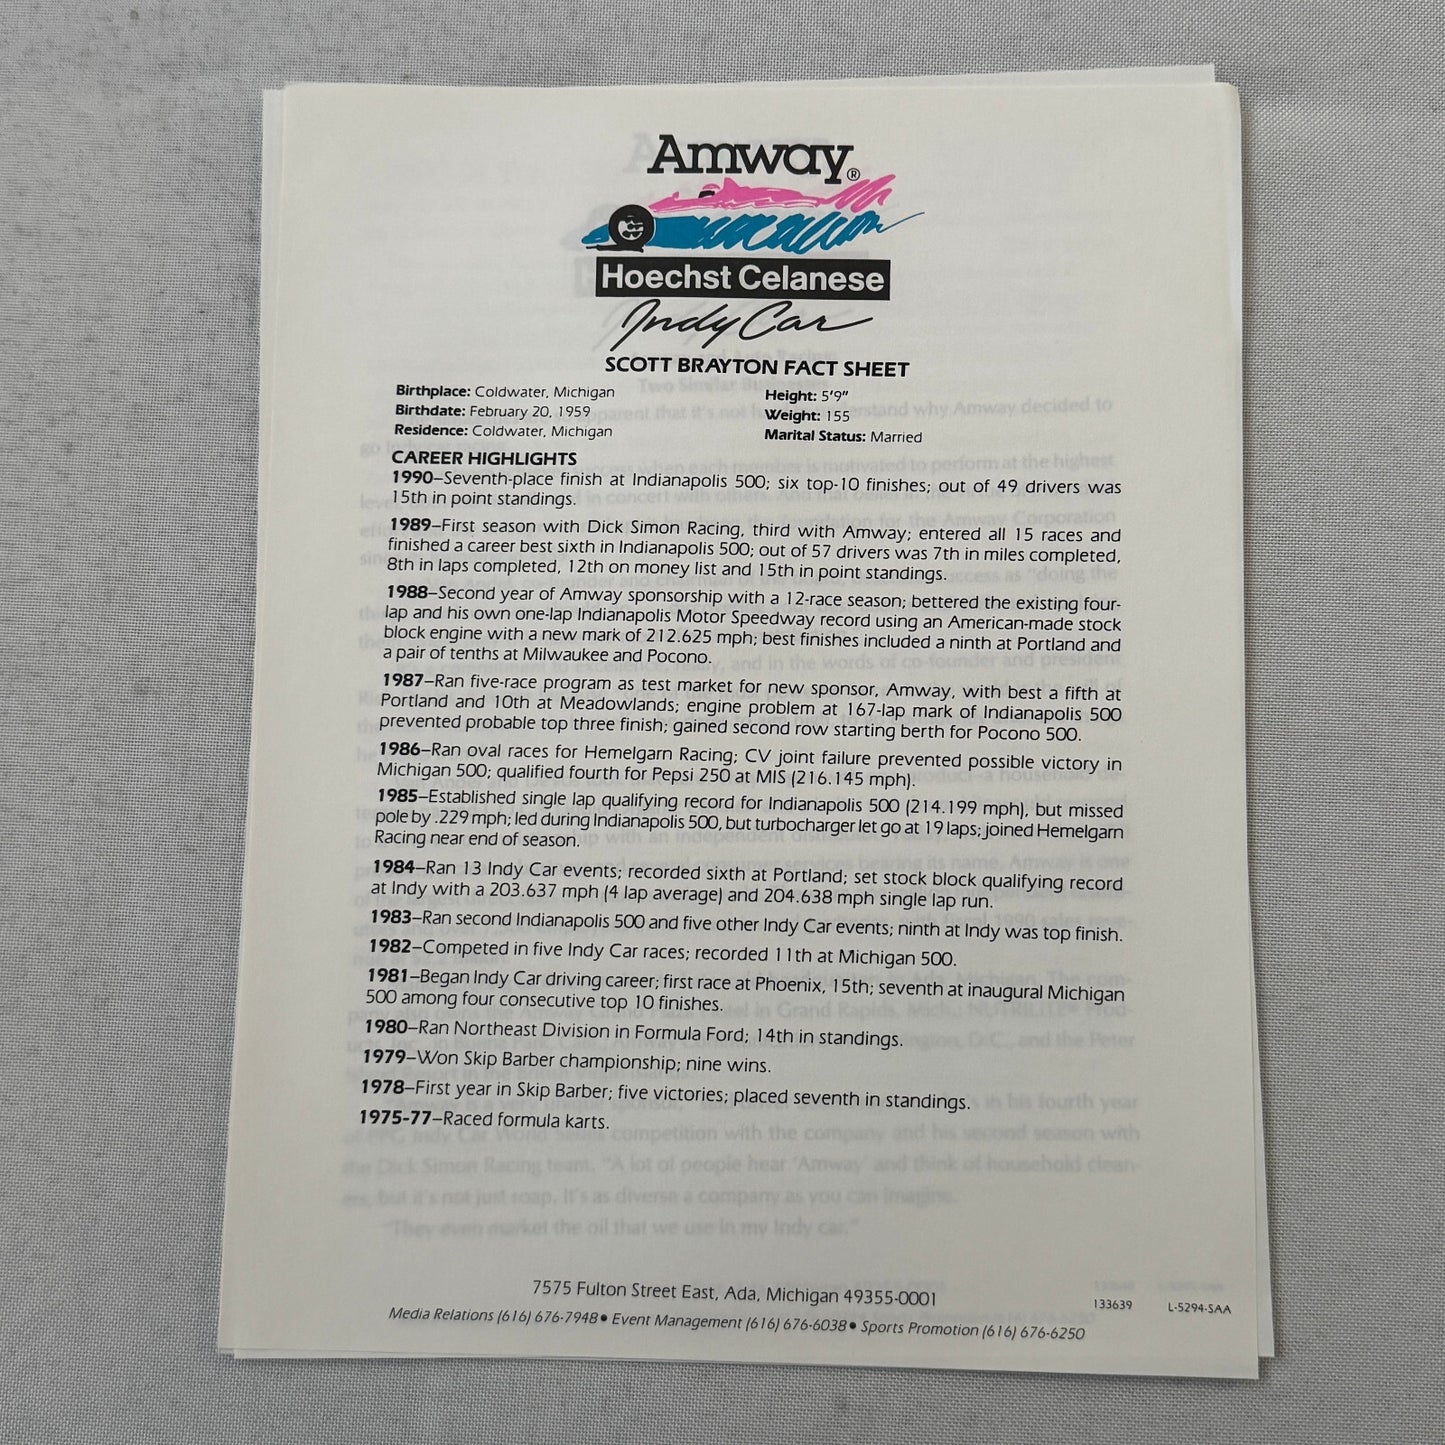 Amway®
Hoechst Celanese
Indy Car
SCOTT BRAYTON FACT SHEET
Birthplace: Coldwater, Michigan
Birthdate: February 20, 1959
Residence: Coldwater, Michigan
Height: 5'9"
Weight: 155
Marital Status: Married
CAREER HIGHLIGHTS
1990–Seventh-place finish at Indianapolis 500; six top-10 finishes; out of 49 drivers was
15th in point standings.
1989–First season with Dick Simon Racing, third with Amway; entered all 15 races and
finished a career best sixth in Indianapolis 500; out of 57 drivers was 7th in miles completed,
8th in laps completed, 12th on money list and 15th in point standings.
1988–Second year of Amway sponsorship with a 12-race season; bettered the existing four-
lap and his own one-lap Indianapolis Motor Speedway record using an American-made stock
block engine with a new mark of 212.625 mph; best finishes included a ninth at Portland and
a pair of tenths at Milwaukee and Pocono.
1987–Ran five-race program as test market for new sponsor, Amway, with best a fifth at
Portland and 10th at Meadowlands; engine problem at 167-lap mark of Indianapolis 500
prevented probable top three finish; gained second row starting berth for Pocono 500.
1986–Ran oval races for Hemelgarn Racing; CV joint failure prevented possible victory in
Michigan 500; qualified fourth for Pepsi 250 at MIS (216.145 mph).
1985–Established single lap qualifying record for Indianapolis 500 (214.199 mph), but missed
pole by .229 mph; led during Indianapolis 500, but turbocharger let go at 19 laps; joined Hemelgarn
Racing near end of season.
1984–Ran 13 Indy Car events; recorded sixth at Portland; set stock block qualifying record
at Indy with a 203.637 mph (4 lap average) and 204.638 mph single lap run.
1983–Ran second Indianapolis 500 and five other Indy Car events; ninth at Indy was top finish.
1982–Competed in five Indy Car races; recorded 11th at Michigan 500.
1981–Began Indy Car driving career; first race at Phoenix, 15th; seventh at inaugural Michigan
500 among four consecutive top 10 finishes.
1980–Ran Northeast Division in Formula Ford; 14th in standings.
1979–Won Skip Barber championship; nine wins.
1978–First year in Skip Barber; five victories; placed seventh in standings.
1975-77–Raced formula karts.
7575 Fulton Street East, Ada, Michigan 49355-0001
133639 L-5294-SAA
Media Relations (616) 676-7948 • Event Management (616) 676-6038 • Sports Promotion (616) 676-6250